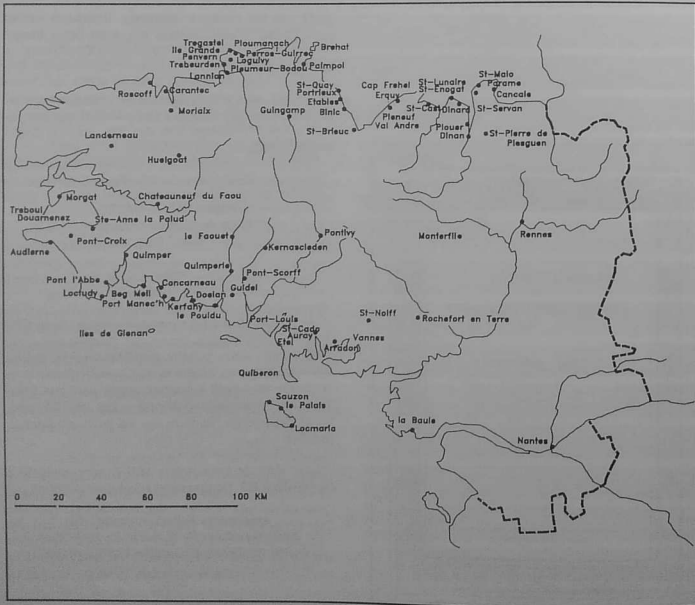 Tregastel Ploumanach
Ile Grande Perros-Guirrec
Penvern Loguivy
Trebeurden Pleumeur-Bodou
Lannion
Brehat
Paimpol
Roscoff Carantec
Morlaix
St-Quay
Portrieux
Etables
Binic
Guingamp
St-Brieuc
Cap Frehel
Erquy
Pleneuf
Val Andre
St-Lunaire
St-Enogat
St-Cast Dinard
St-Malo
Parame
Cancale
St-Servan
Plouer
Dinan
St-Pierre de
Plesguen
Landerneau
Huelgoat
Morgat
Chateauneuf du Faou
Treboul
Douarnenez
Ste-Anne la Palud
Pont-Croix
Audierne
Quimper
le Faouet
Kernascleden
Pontivy
Monterfil
Rennes
Quimperle
Pont-Scorff
Pont l'Abbe
Loctudy
Beg Meil
Concarneau
Port Manec'h
Kerfany
Doelan
Guidel
le Pouldu
Iles de Glenan
Port-Louis
St-Cado
Etel
Auray
Arradon
Vannes
St-Nolff
Rochefort en Terre
Quiberon
Sauzon
le Palais
Locmaria
la Baule
Nantes
0 20 40 60 80 100 KM